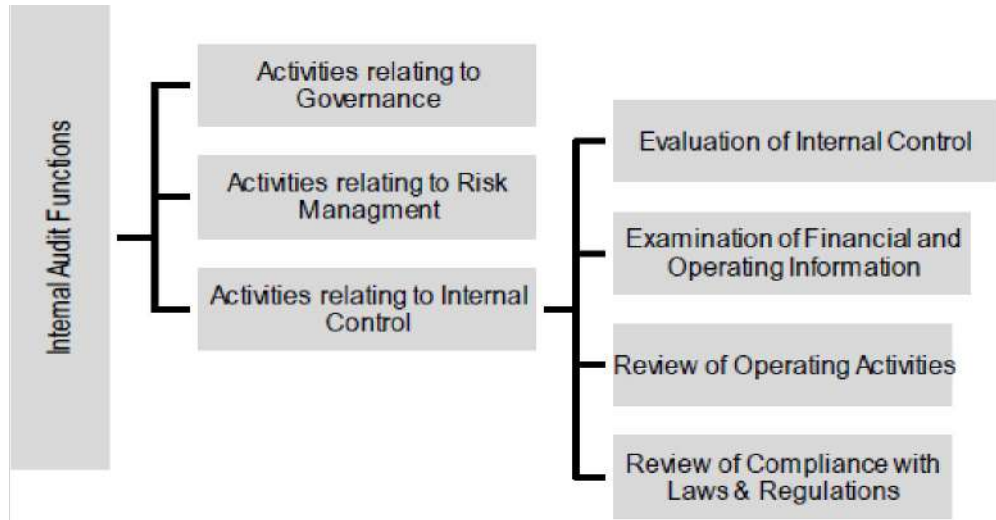 Internal Audit Functions
Activities relating to
Governance
Activities relating to Risk
Managment
Activities relating to Internal
Control
Evaluation of Internal Control
Examination of Financial and
Operating Information
Review of Operating Activities
Review of Compliance with
Laws & Regulations